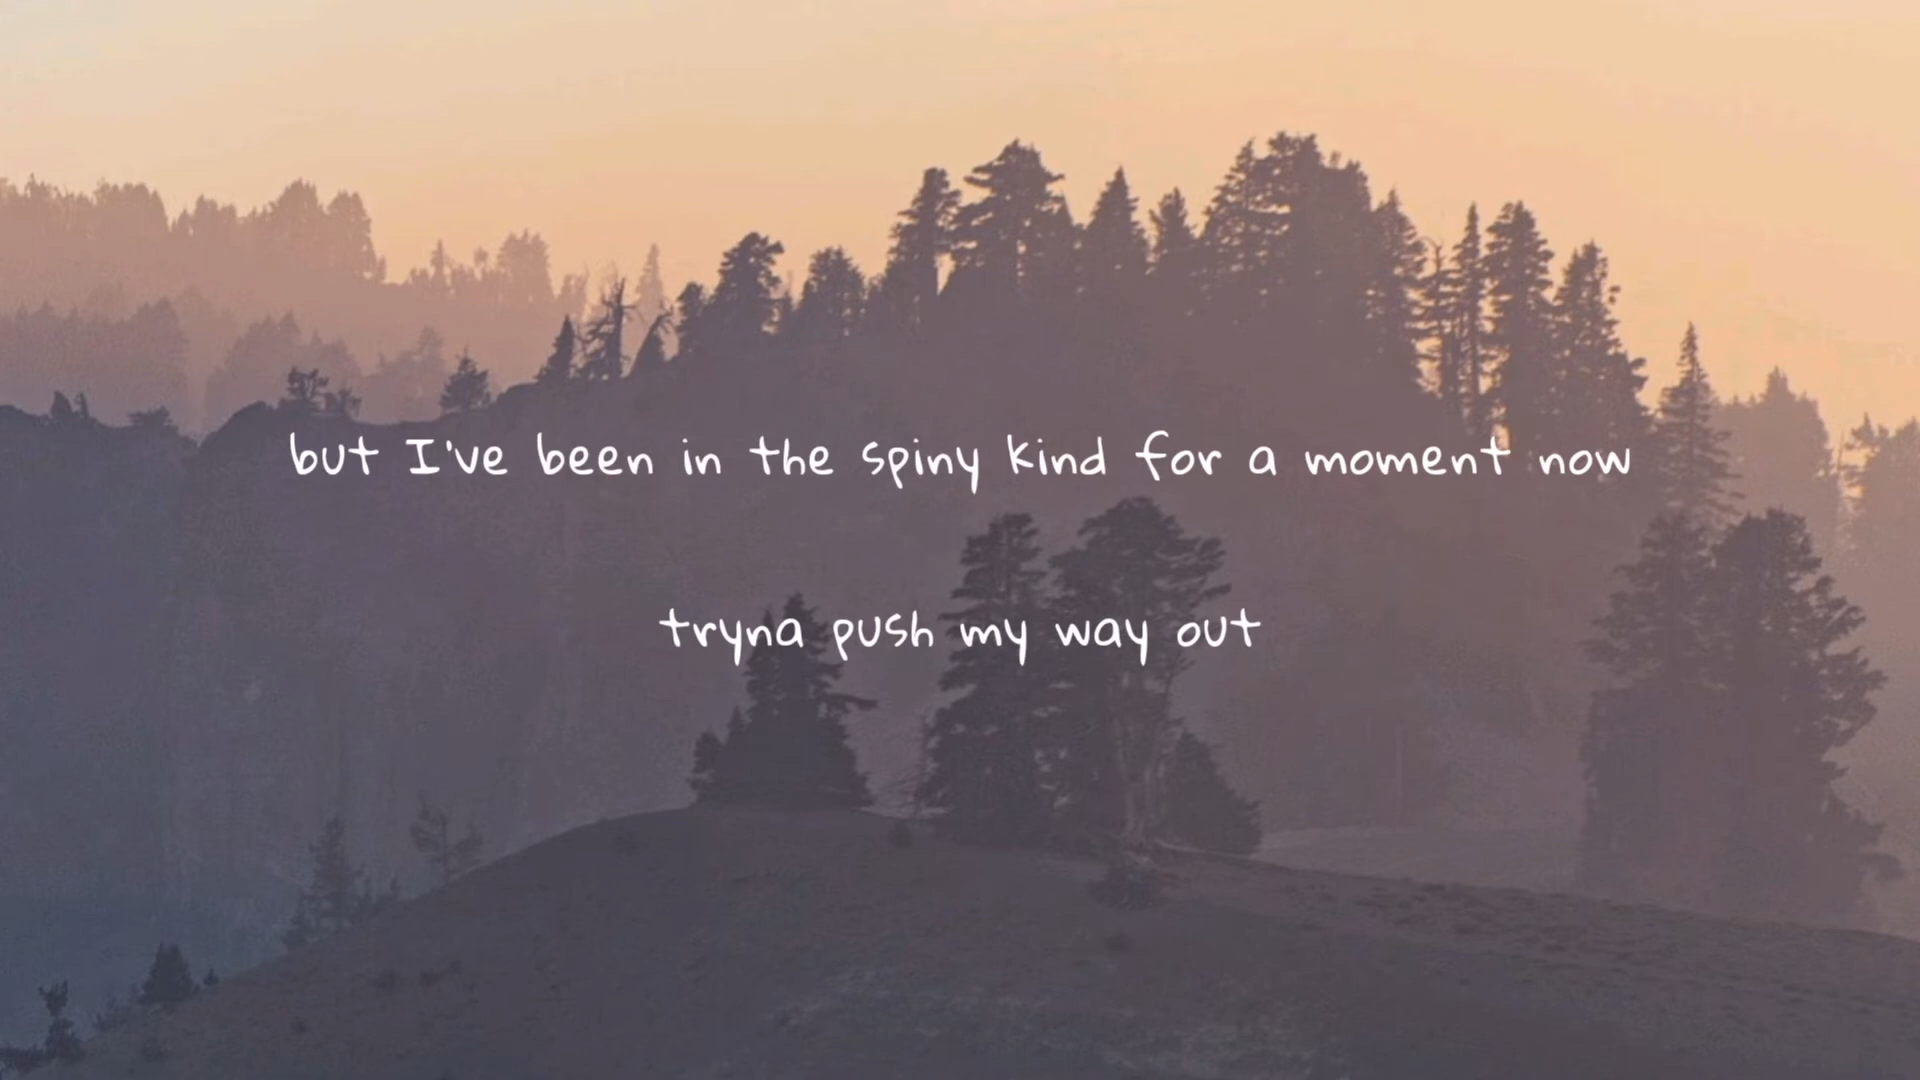 but I've been in the spiny kind for a moment now
tryna push my way out